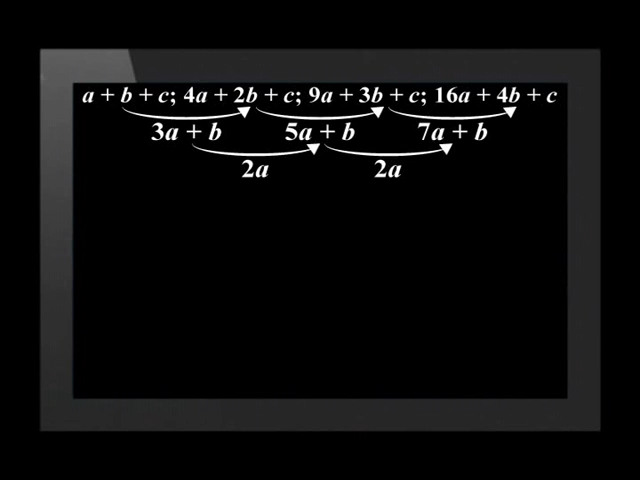 a + b + c; 4a + 2b + c; 9a + 3b + c; 16a + 4b + c
3a + b 5a + b 7a + b
2a 2a